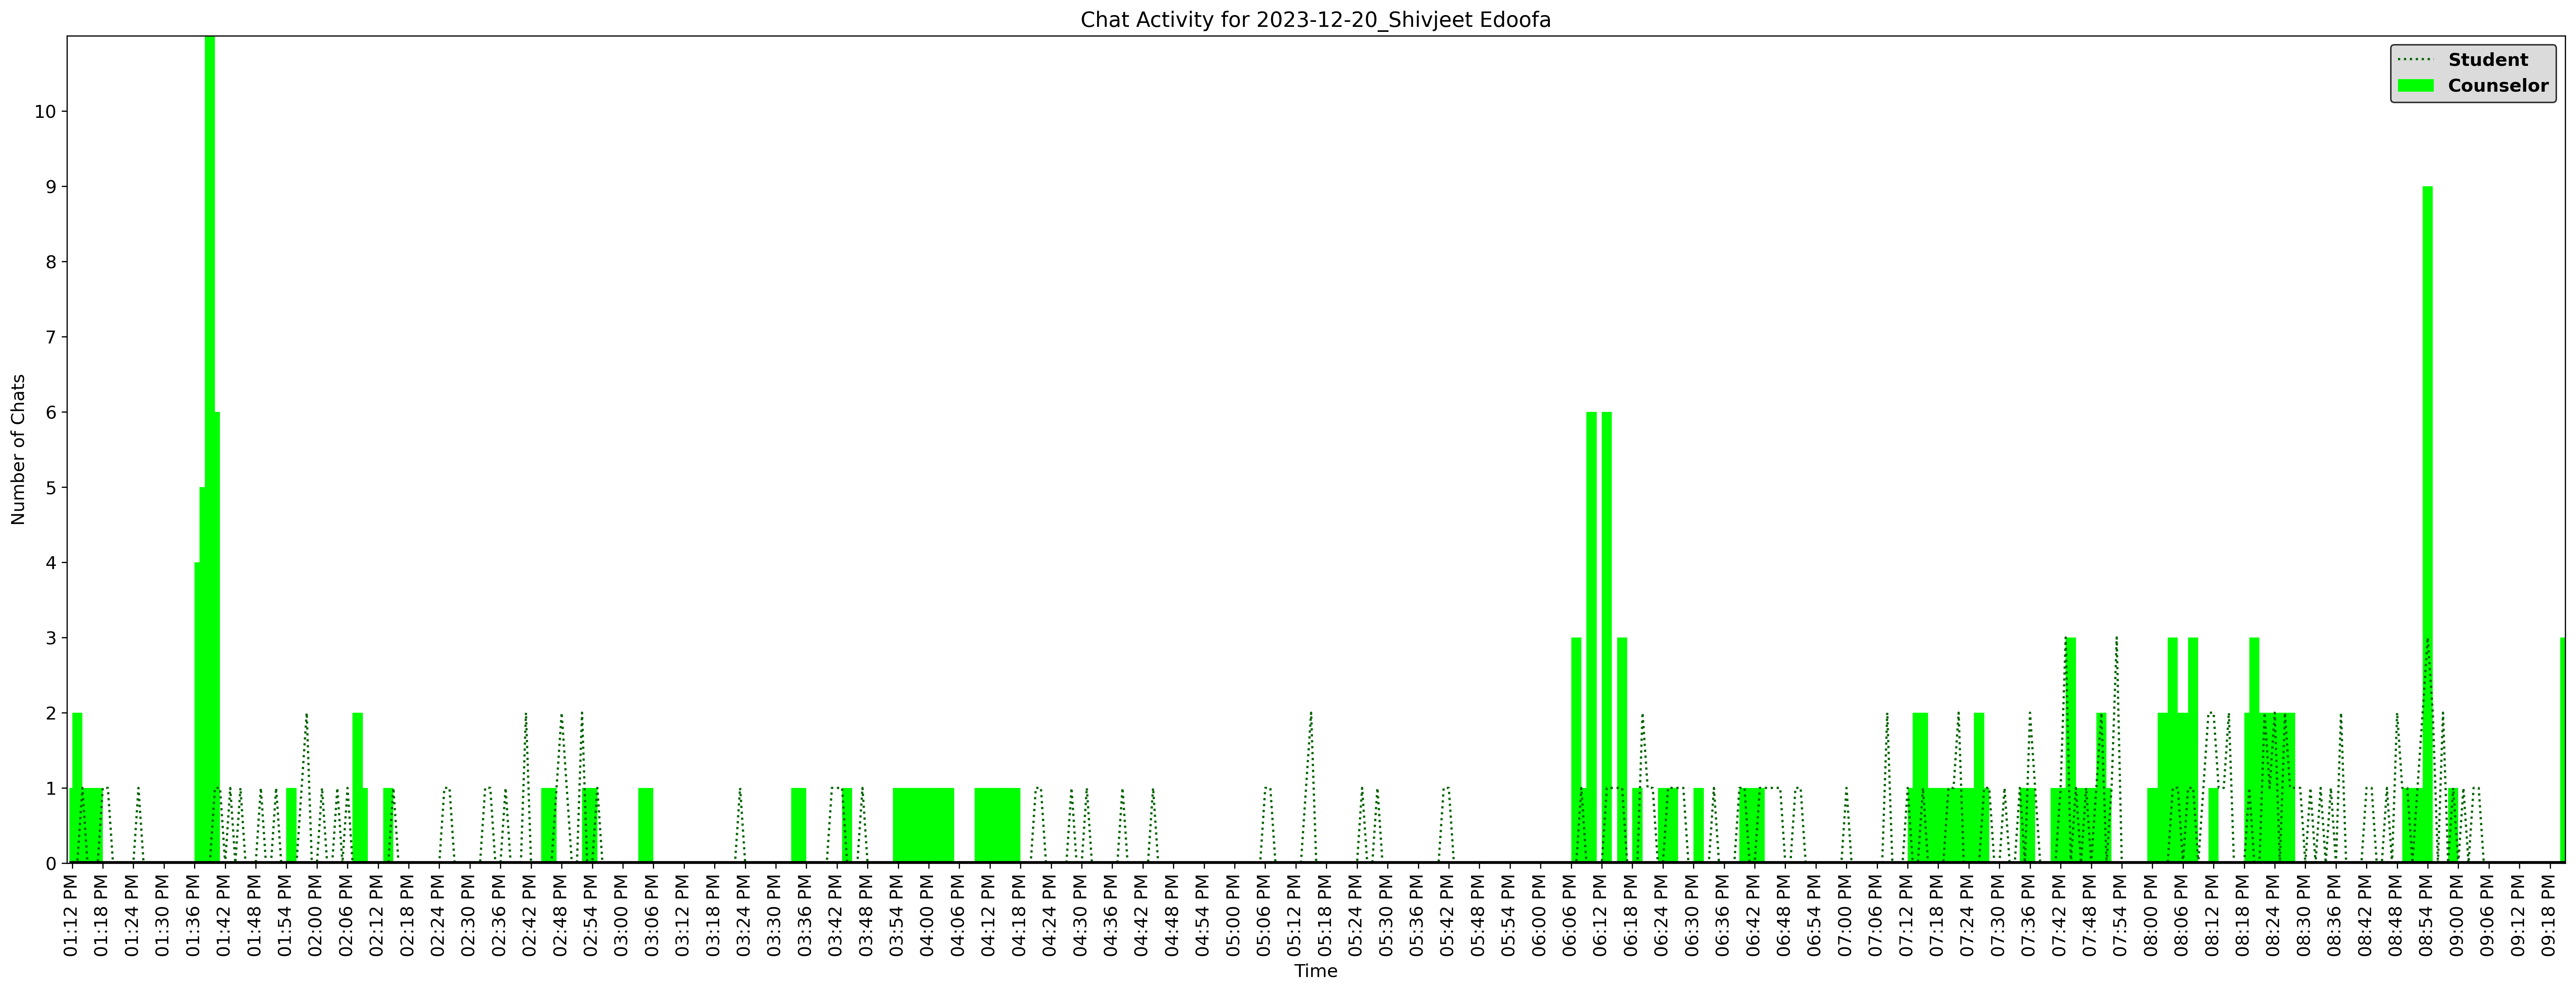 Chat Activity for 2023-12-20_Shivjeet Edoofa
Student
Counselor
Number of Chats
10
9
8
7
6
5
4
3
2
1
0
01:12 PM
01:18 PM
01:24 PM
01:30 PM
01:36 PM
01:42 PM
01:48 PM
01:54 PM
02:00 PM
02:06 PM
02:12 PM
02:18 PM
02:24 PM
02:30 PM
02:36 PM
02:42 PM
02:48 PM
02:54 PM
03:00 PM
03:06 PM
03:12 PM
03:18 PM
03:24 PM
03:30 PM
03:36 PM
03:42 PM
03:48 PM
03:54 PM
04:00 PM
04:06 PM
04:12 PM
04:18 PM
04:24 PM
04:30 PM
04:36 PM
04:42 PM
04:48 PM
04:54 PM
05:00 PM
05:06 PM
05:12 PM
05:18 PM
05:24 PM
05:30 PM
05:36 PM
05:42 PM
05:48 PM
05:54 PM
06:00 PM
06:06 PM
06:12 PM
06:18 PM
06:24 PM
06:30 PM
06:36 PM
06:42 PM
06:48 PM
06:54 PM
07:00 PM
07:06 PM
07:12 PM
07:18 PM
07:24 PM
07:30 PM
07:36 PM
07:42 PM
07:48 PM
07:54 PM
08:00 PM
08:06 PM
08:12 PM
08:18 PM
08:24 PM
08:30 PM
08:36 PM
08:42 PM
08:48 PM
08:54 PM
09:00 PM
09:06 PM
09:12 PM
09:18 PM
Time